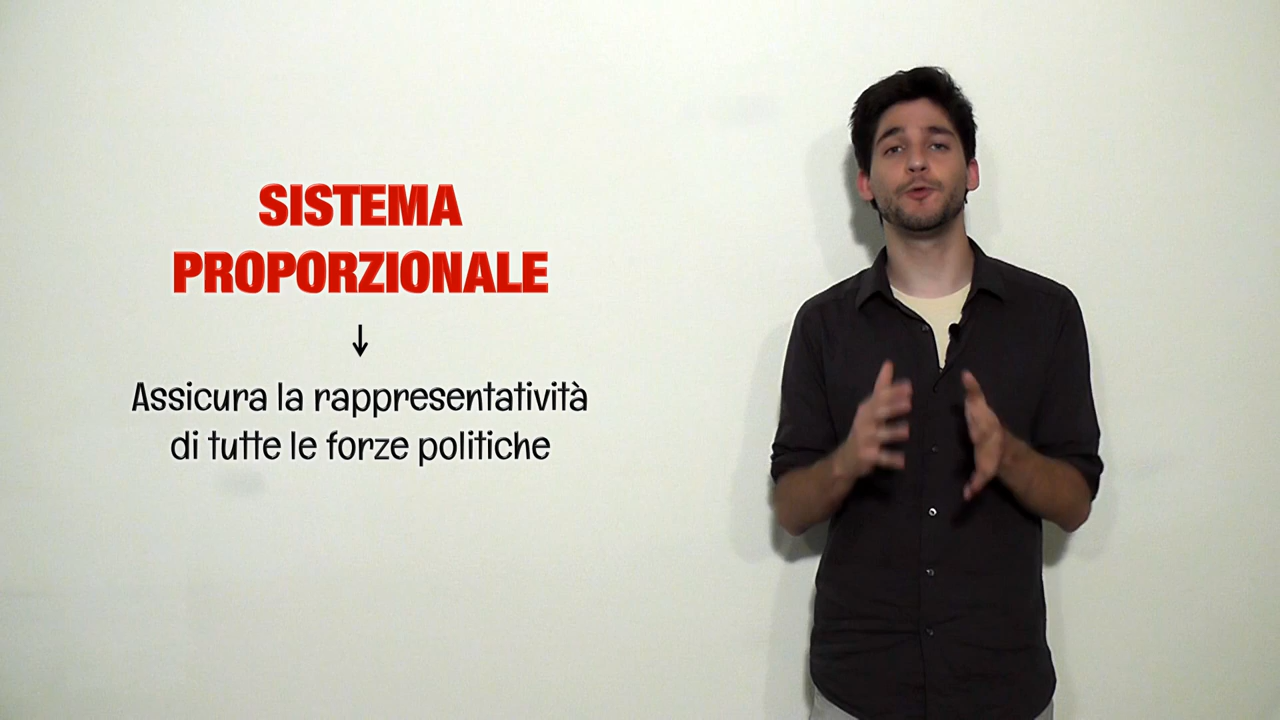 SISTEMA
PROPORZIONALE
↓
Assicura la rappresentatività
di tutte le forze politiche